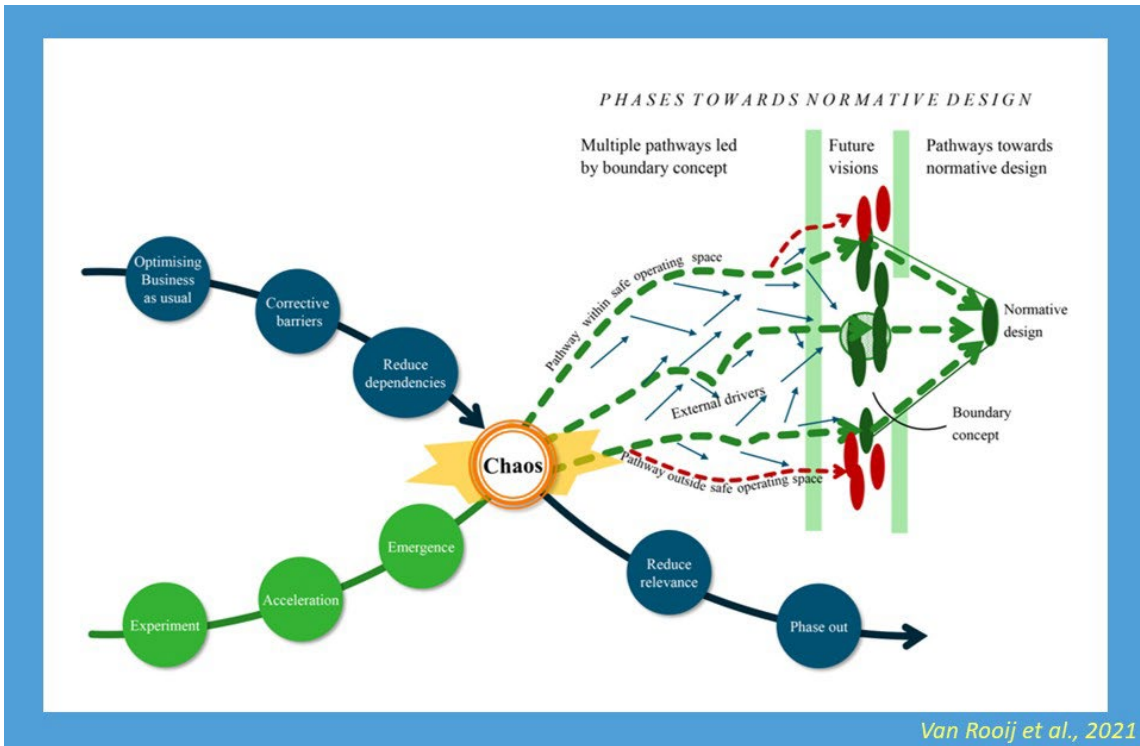 PHASES TOWARDS NORMATIVE DESIGN
Multiple pathways led
by boundary concept
Future
visions
Pathways towards
normative design
Optimising
Business
as usual
Corrective
barriers
Reduce
dependencies
Chaos
Pathway within safe operating space
External drivers
Pathway outside safe operating space
Normative
design
Boundary
concept
Emergence
Acceleration
Experiment
Reduce
relevance
Phase out
Van Rooij et al., 2021